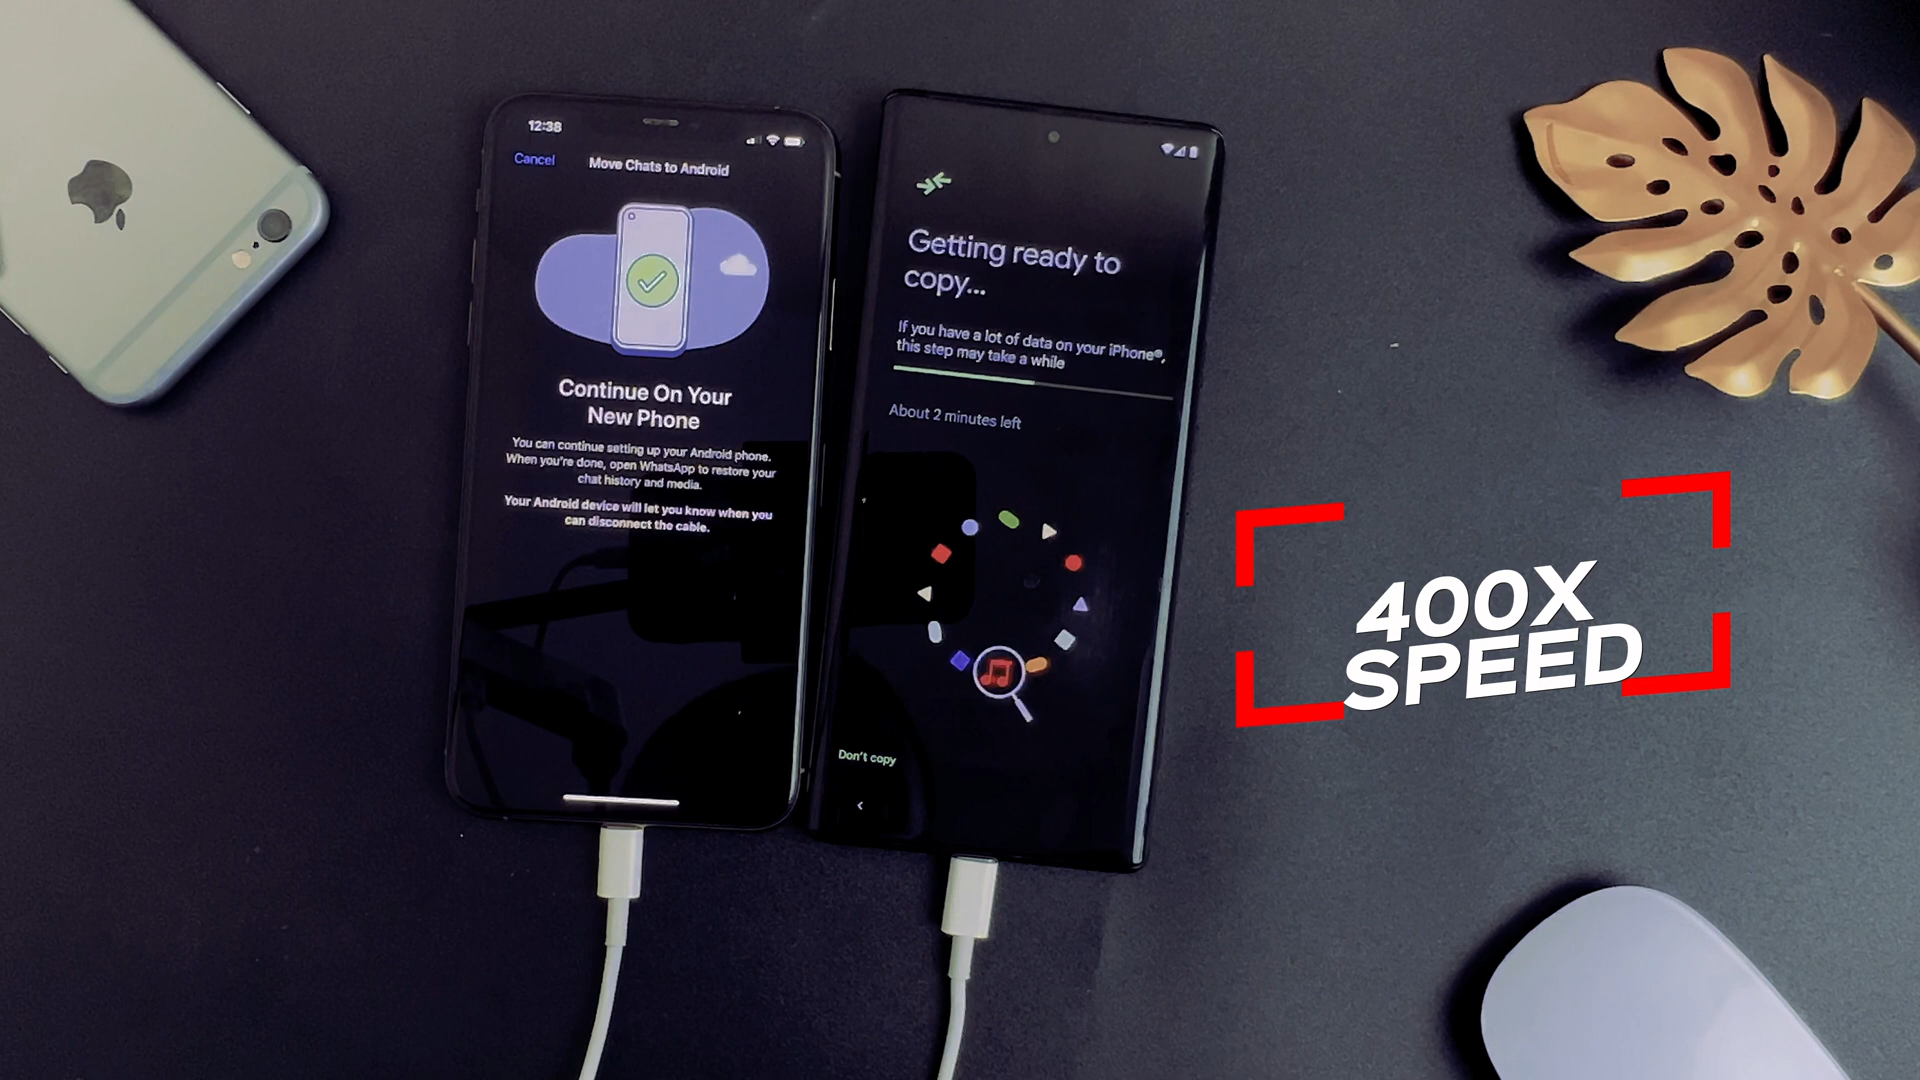 12:38
Cancel
Move Chats to Android
Continue On Your
New Phone
You can continue setting up your Android phone.
When you're done, open WhatsApp to restore your
chat history and media.
Your Android device will let you know when you
can disconnect the cable.
Getting ready to
copy...
If you have a lot of data on your iPhone®,
this step may take a while
About 2 minutes left
Don't copy
400X
SPEED